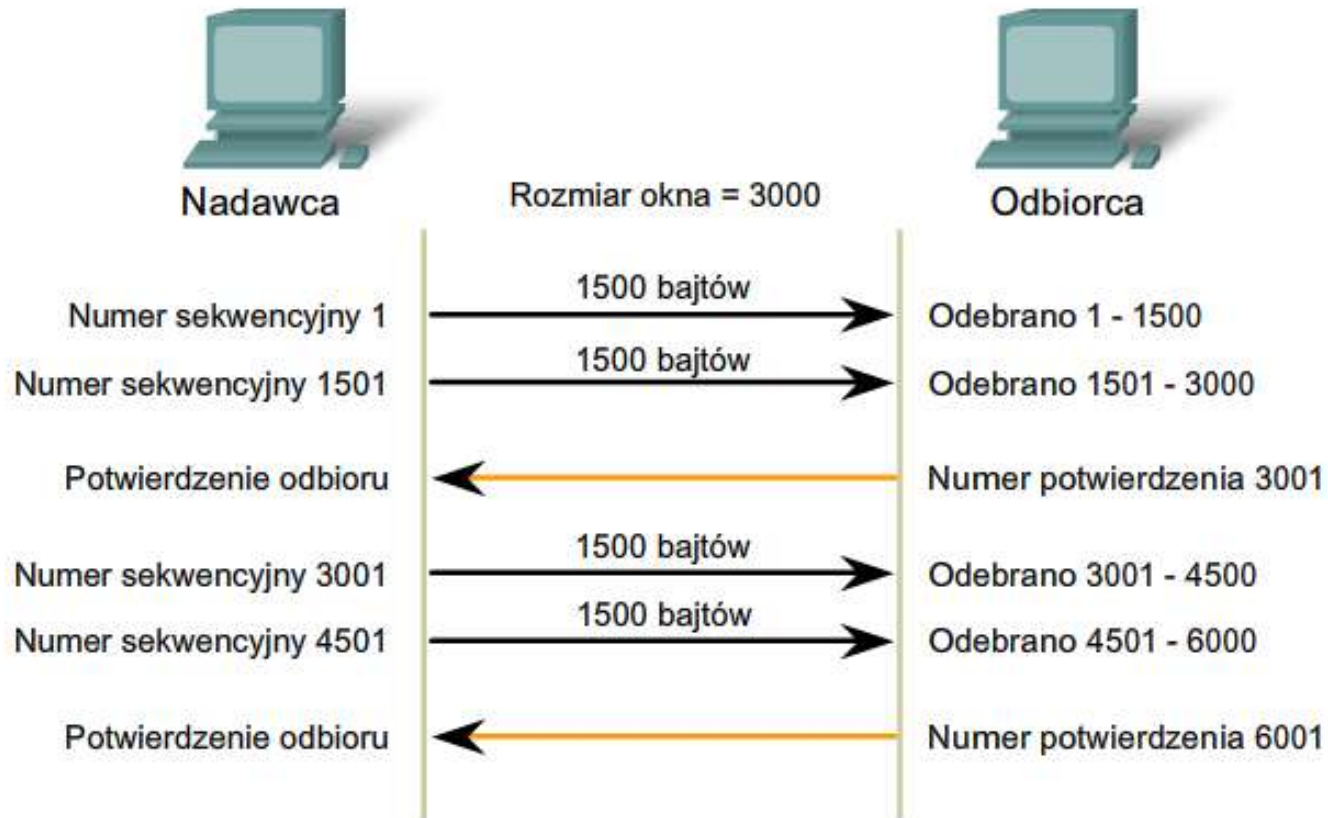 Nadawca
Rozmiar okna = 3000
Odbiorca
1500 bajtów
Numer sekwencyjny 1
Odebrano 1 - 1500
1500 bajtów
Numer sekwencyjny 1501
Odebrano 1501 - 3000
Potwierdzenie odbioru
Numer potwierdzenia 3001
1500 bajtów
Numer sekwencyjny 3001
Odebrano 3001 - 4500
1500 bajtów
Numer sekwencyjny 4501
Odebrano 4501 - 6000
Potwierdzenie odbioru
Numer potwierdzenia 6001